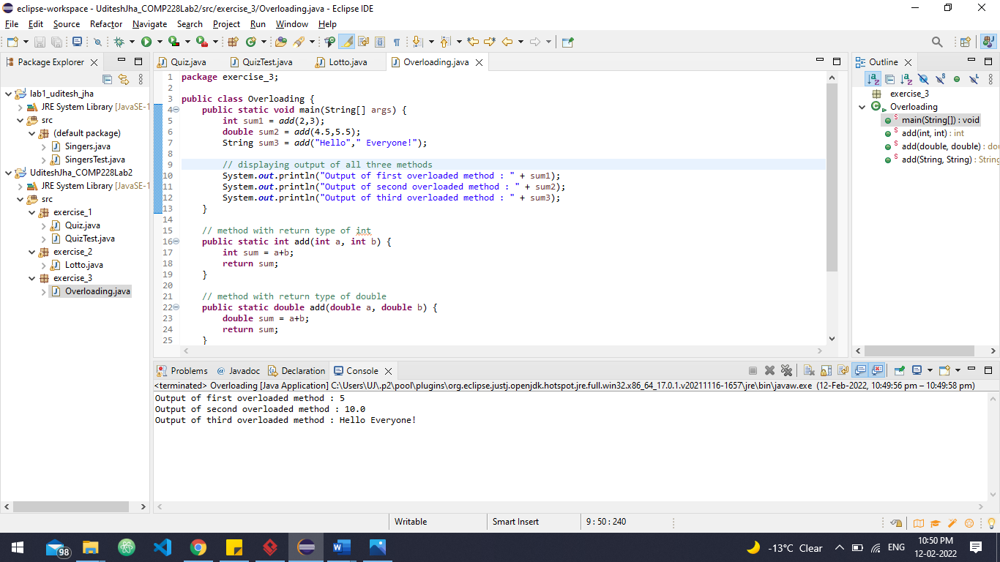 eclipse-workspace - UditeshJha_COMP228Lab2/src/exercise_3/Overloading.java - Eclipse IDE
File Edit Source Refactor Navigate Search Project Run Window Help
Package Explorer
lab1_uditesh_jha
JRE System Library [JavaSE-1
src
(default package)
Singers.java
SingersTest.java
UditeshJha_COMP228Lab2
JRE System Library [JavaSE-1
src
exercise_1
Quiz.java
QuizTest.java
exercise_2
Lotto.java
exercise_3
Overloading.java
Quiz.java QuizTest.java Lotto.java Overloading.java
1 package exercise_3;
2
3 public class Overloading {
4 public static void main(String[] args) {
5 int sum1 = add(2,3);
6 double sum2 = add(4.5,5.5);
7 String sum3 = add("Hello"," Everyone!");
8
9 // displaying output of all three methods
10 System.out.println("Output of first overloaded method : " + sum1);
11 System.out.println("Output of second overloaded method : " + sum2);
12 System.out.println("Output of third overloaded method : " + sum3);
13 }
14
15 // method with return type of int
16 public static int add(int a, int b) {
17 int sum = a+b;
18 return sum;
19 }
20
21 // method with return type of double
22 public static double add(double a, double b) {
23 double sum = a+b;
24 return sum;
25 }
Outline
exercise_3
Overloading
main(String[]) : void
add(int, int) : int
add(double, double) : dou
add(String, String) : String
Problems @ Javadoc Declaration Console
<terminated> Overloading [Java Application] C:\Users\UJ\.p2\pool\plugins\org.eclipse.justj.openjdk.hotspot.jre.full.win32.x86_64_17.0.1.v20211116-1657\jre\bin\javaw.exe (12-Feb-2022, 10:49:56 pm – 10:49:58 pm)
Output of first overloaded method : 5
Output of second overloaded method : 10.0
Output of third overloaded method : Hello Everyone!
Writable Smart Insert 9 : 50 : 240
98
-13°C Clear ENG 10:50 PM
12-02-2022